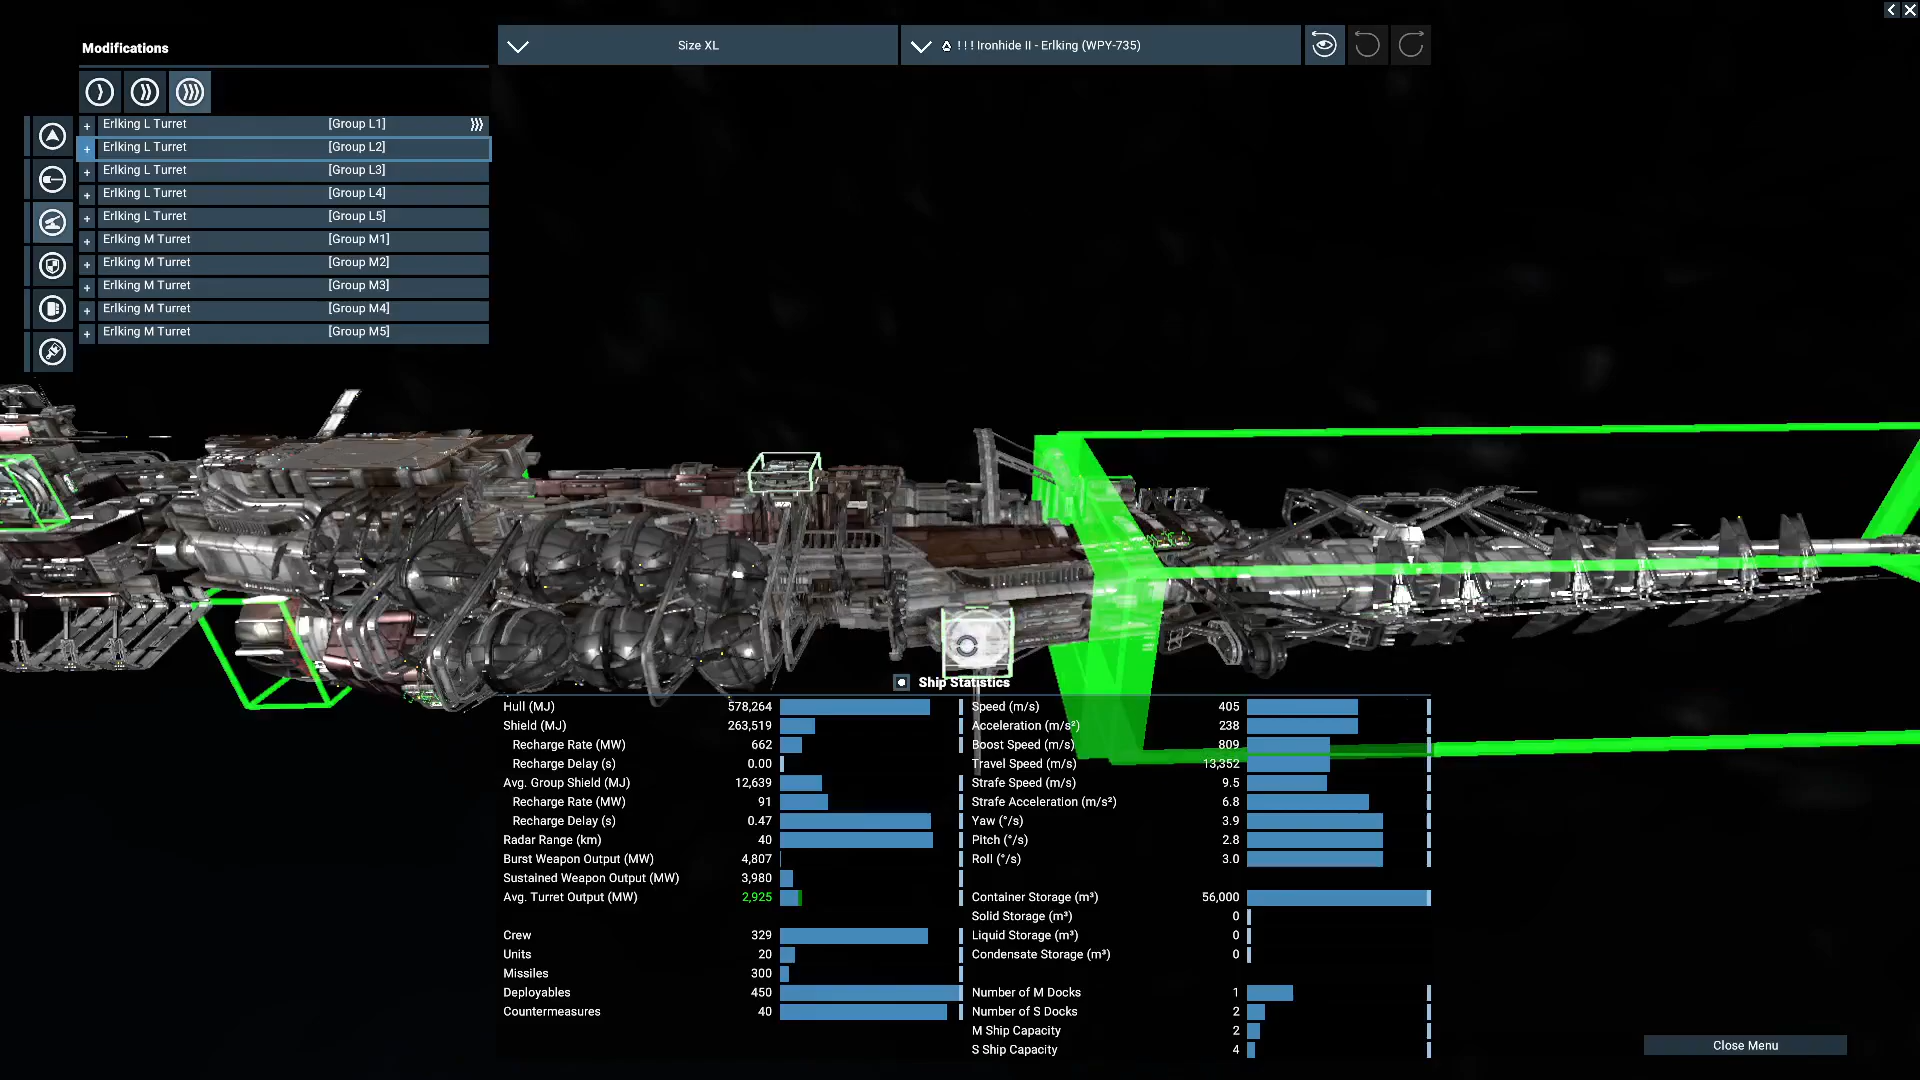 Modifications
Size XL
! ! ! Ironhide II - Erlking (WPY-735)
+ Erlking L Turret [Group L1]
+ Erlking L Turret [Group L2]
+ Erlking L Turret [Group L3]
+ Erlking L Turret [Group L4]
+ Erlking L Turret [Group L5]
+ Erlking M Turret [Group M1]
+ Erlking M Turret [Group M2]
+ Erlking M Turret [Group M3]
+ Erlking M Turret [Group M4]
+ Erlking M Turret [Group M5]
Ship Statistics
Hull (MJ) 578,264
Shield (MJ) 263,519
Recharge Rate (MW) 662
Recharge Delay (s) 0.00
Avg. Group Shield (MJ) 12,639
Recharge Rate (MW) 91
Recharge Delay (s) 0.47
Radar Range (km) 40
Burst Weapon Output (MW) 4,807
Sustained Weapon Output (MW) 3,980
Avg. Turret Output (MW) 2,925
Crew 329
Units 20
Missiles 300
Deployables 450
Countermeasures 40
Speed (m/s) 405
Acceleration (m/s²) 238
Boost Speed (m/s) 809
Travel Speed (m/s) 13,352
Strafe Speed (m/s) 9.5
Strafe Acceleration (m/s²) 6.8
Yaw (°/s) 3.9
Pitch (°/s) 2.8
Roll (°/s) 3.0
Container Storage (m³) 56,000
Solid Storage (m³) 0
Liquid Storage (m³) 0
Condensate Storage (m³) 0
Number of M Docks 1
Number of S Docks 2
M Ship Capacity 2
S Ship Capacity 4
Close Menu